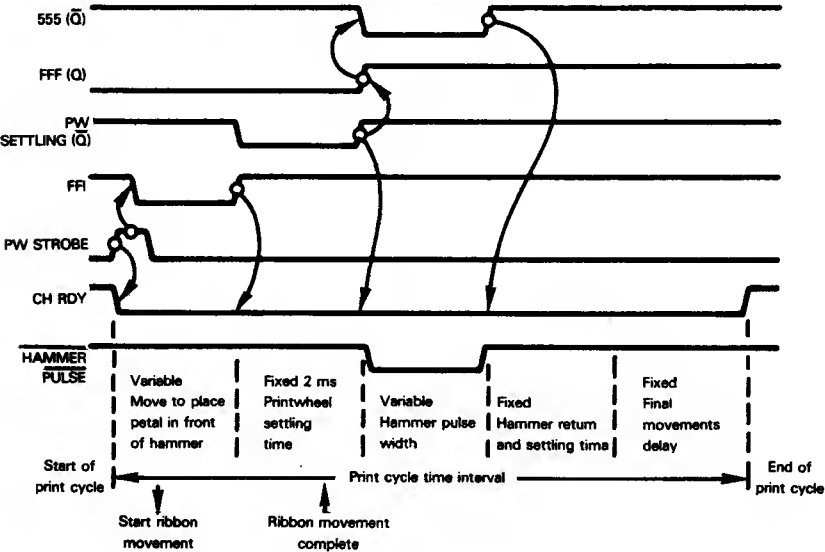 555 (Q̅)
FFF (Q)
PW
SETTLING (Q̅)
FFI
PW STROBE
CH RDY
HAMMER
PULSE
Variable
Move to place
petal in front
of hammer
Fixed 2 ms
Printwheel
settling
time
Variable
Hammer pulse
width
Fixed
Hammer return
and settling tima
Fixed
Final
movements
delay
Start of
print cycle
Print cycle time interval
End of
print cycle
Start ribbon
movement
Ribbon movement
complete